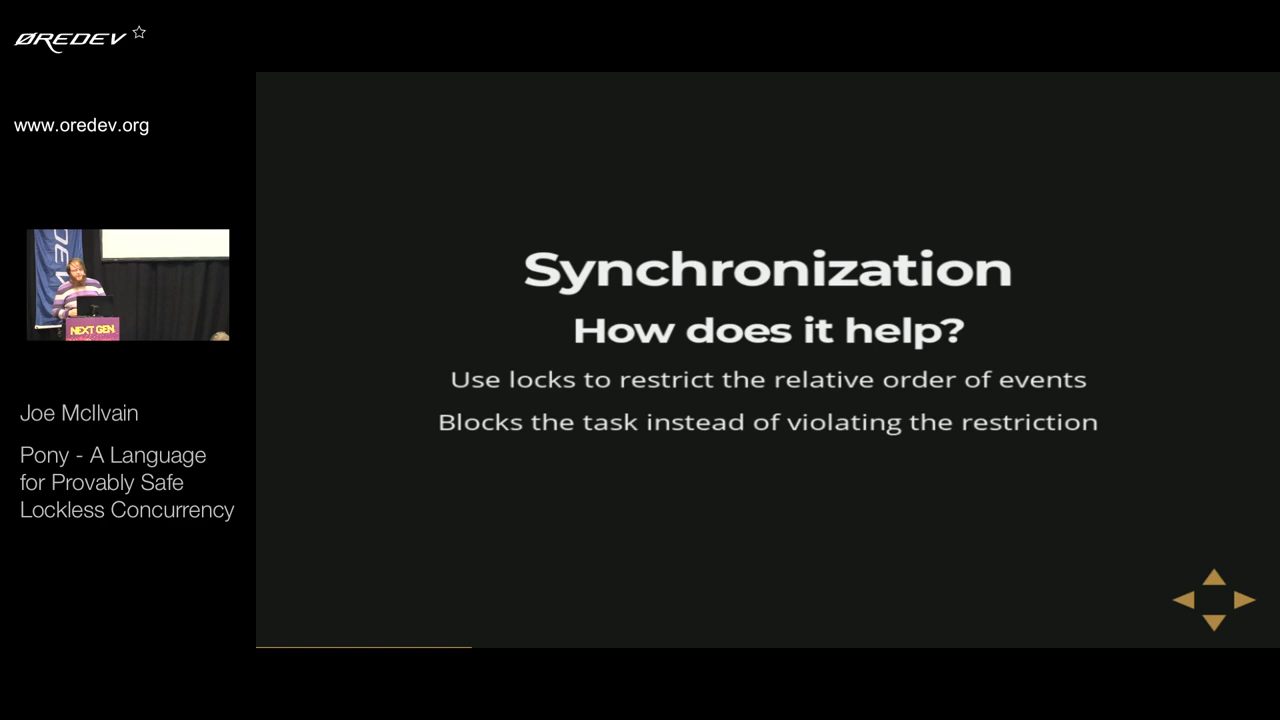 ØREDEV
www.oredev.org
NEXT GEN
Joe McIlvain
Pony - A Language
for Provably Safe
Lockless Concurrency
Synchronization
How does it help?
Use locks to restrict the relative order of events
Blocks the task instead of violating the restriction